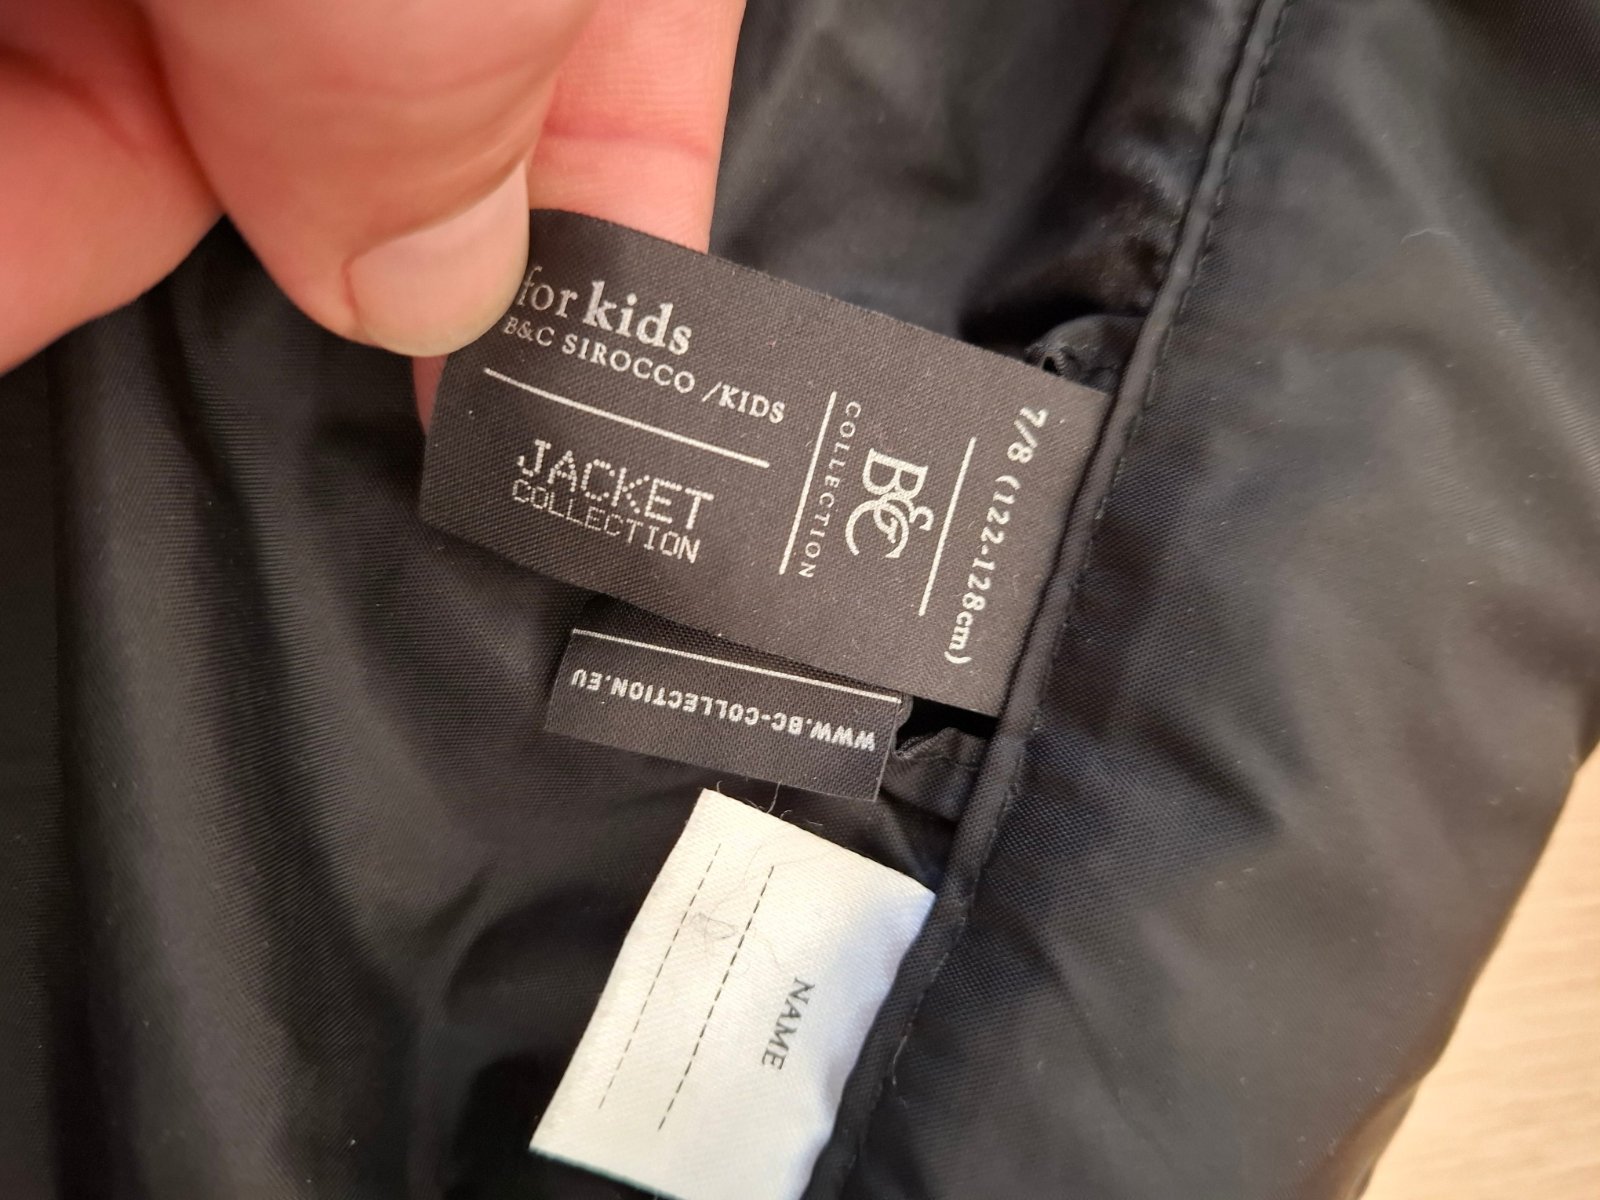 for kids
B&C SIROCCO /KIDS
JACKET
COLLECTION
B&C
COLLECTION
7/8 (122-128cm)
WWW.BC-COLLECTION.EU
NAME